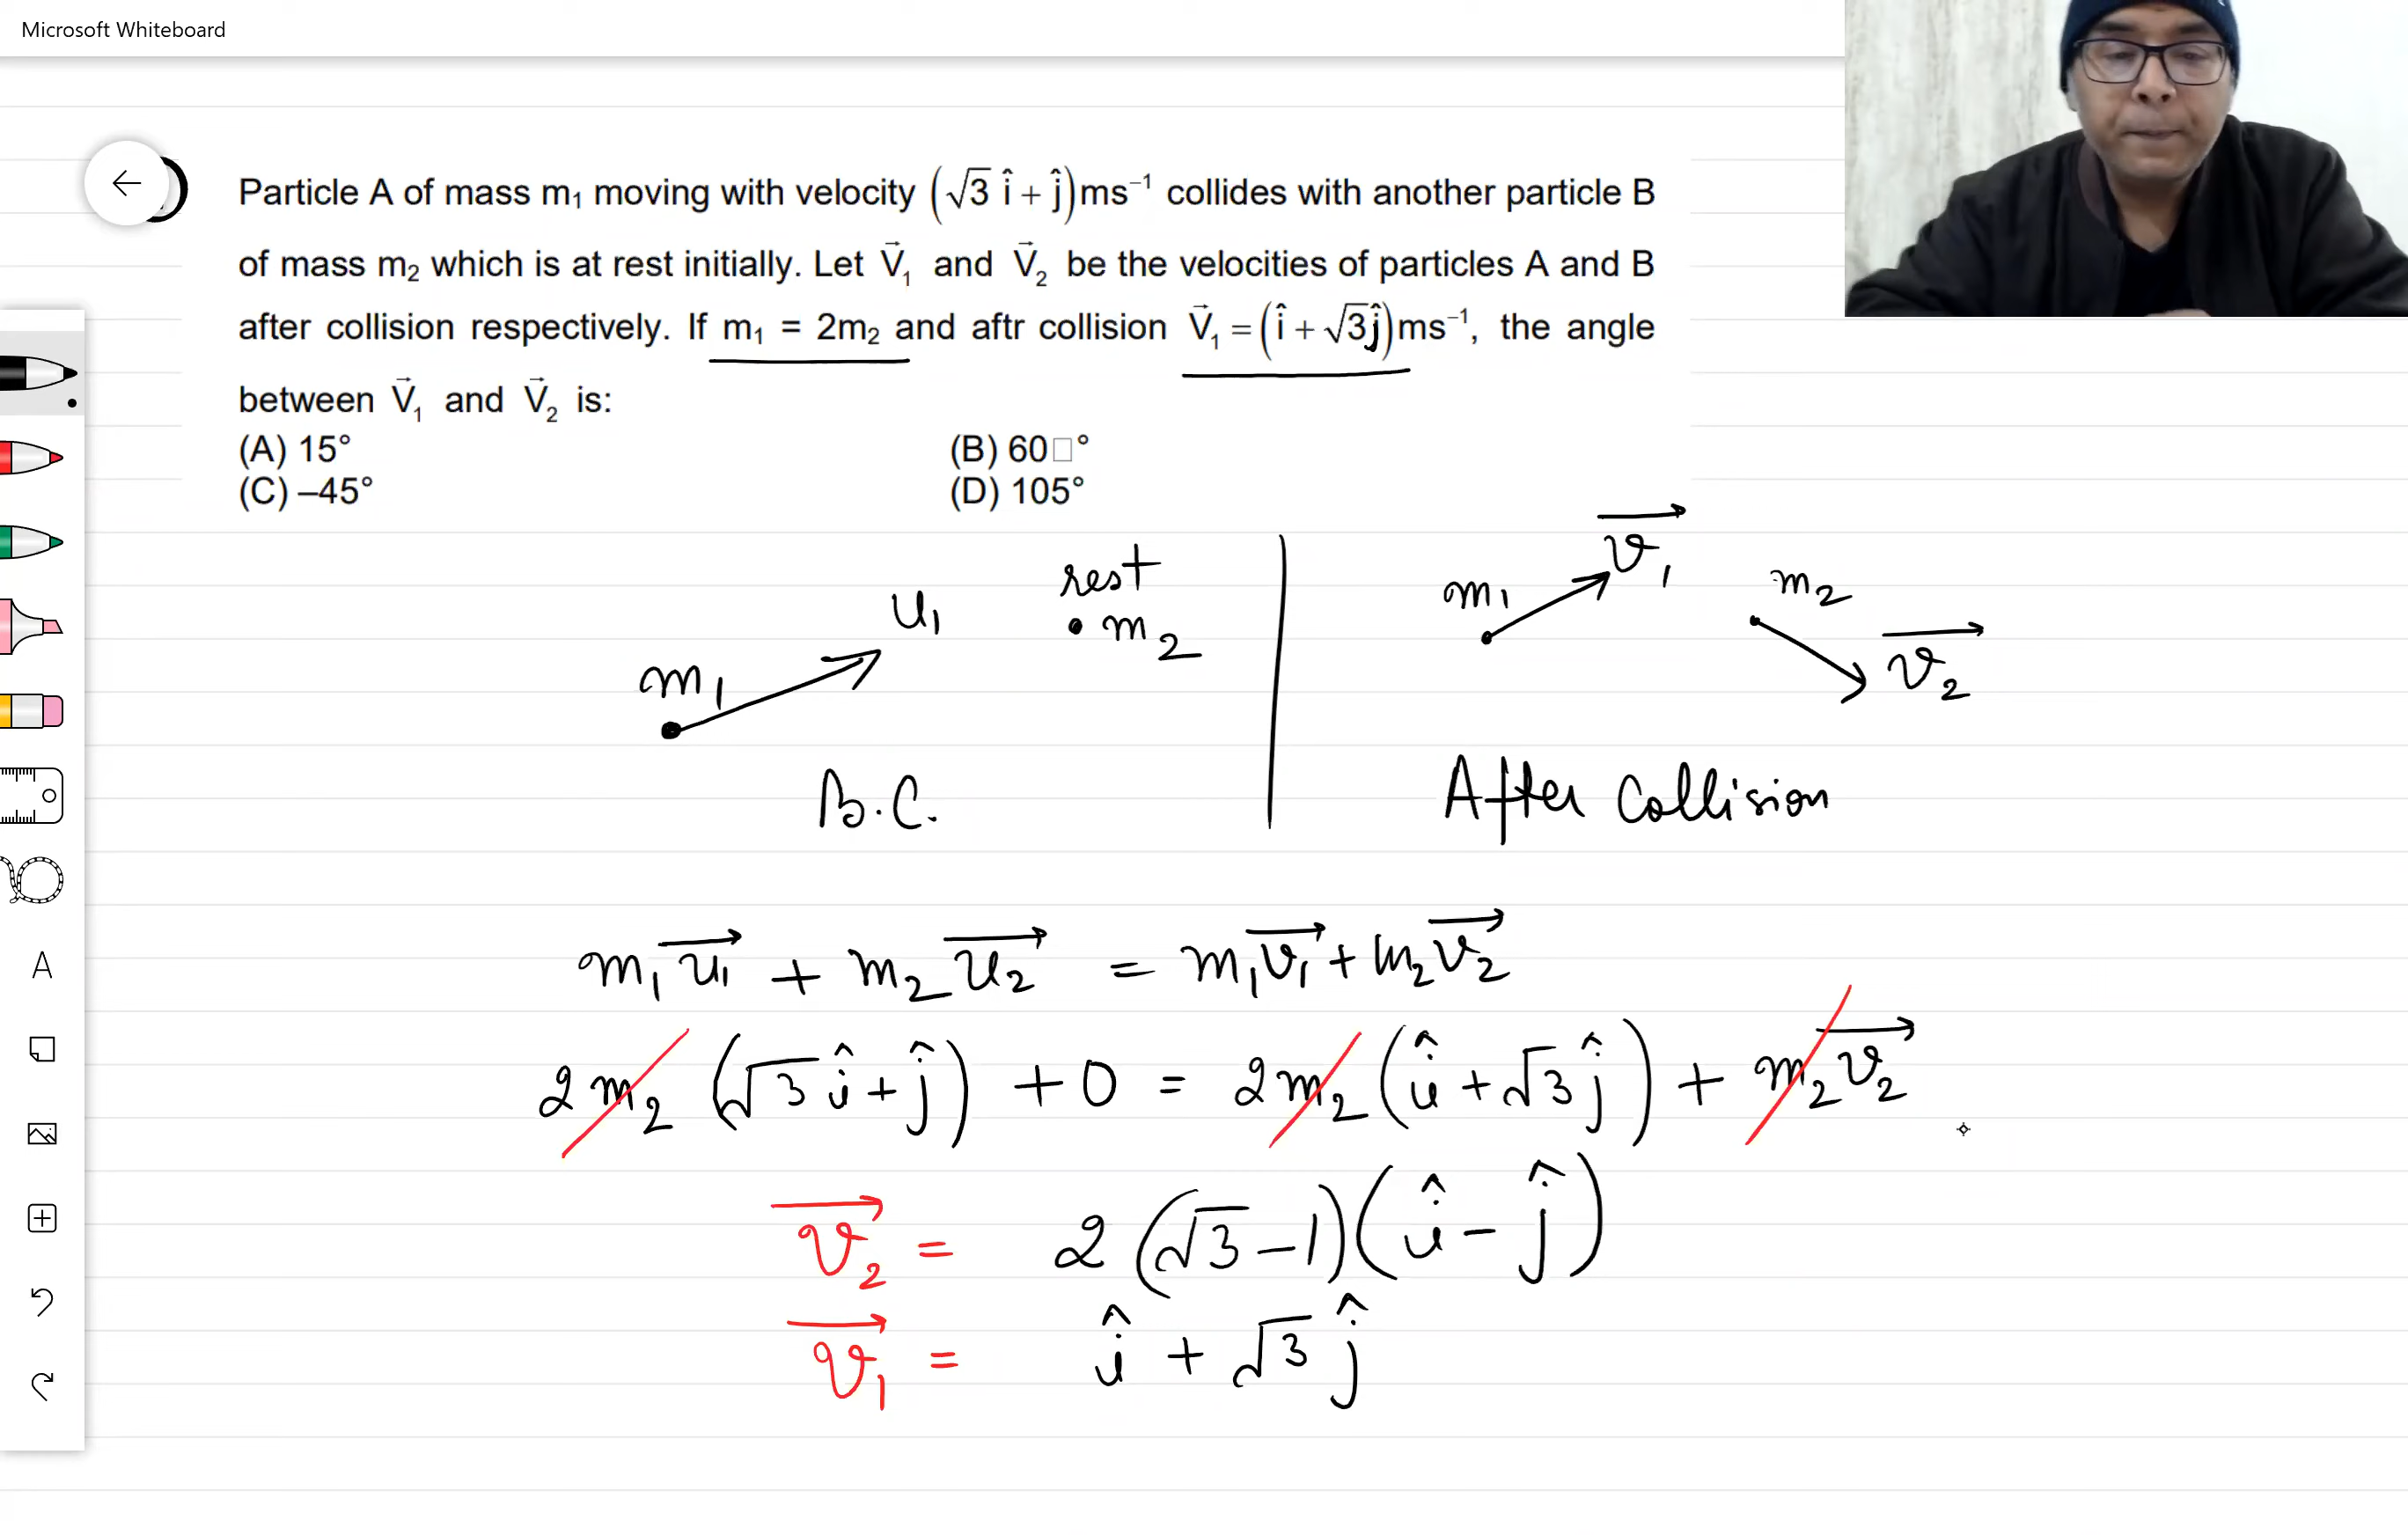 Microsoft Whiteboard
Particle A of mass m₁ moving with velocity (√3 î + ĵ)ms⁻¹ collides with another particle B
of mass m₂ which is at rest initially. Let V⃗₁ and V⃗₂ be the velocities of particles A and B
after collision respectively. If m₁ = 2m₂ and aftr collision V⃗₁ = (î + √3ĵ)ms⁻¹, the angle
between V⃗₁ and V⃗₂ is:
(A) 15° (B) 60□°
(C) –45° (D) 105°
m₁ u₁ rest m₂
B.C.
m₁ v⃗₁ m₂ v⃗₂
After Collision
m₁u⃗₁ + m₂u⃗₂ = m₁v⃗₁ + m₂v⃗₂
2m₂ (√3 î + ĵ) + 0 = 2m₂ (î + √3 ĵ) + m₂v⃗₂
v⃗₂ = 2(√3 − 1)(î − ĵ)
v⃗₁ = î + √3 ĵ
A